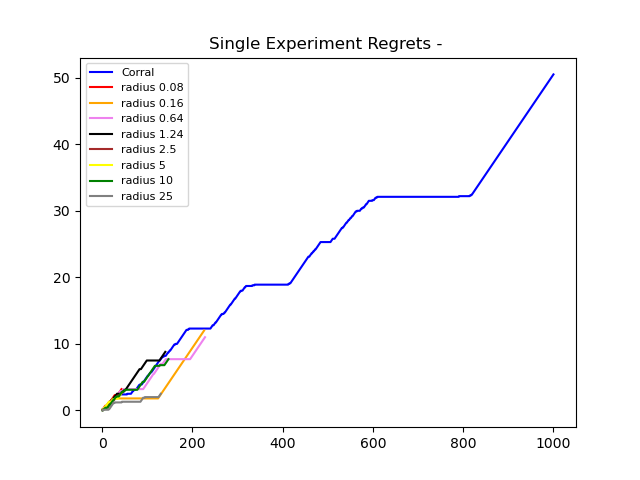 Single Experiment Regrets -
50
40
30
20
10
0
Corral
radius 0.08
radius 0.16
radius 0.64
radius 1.24
radius 2.5
radius 5
radius 10
radius 25
0 200 400 600 800 1000